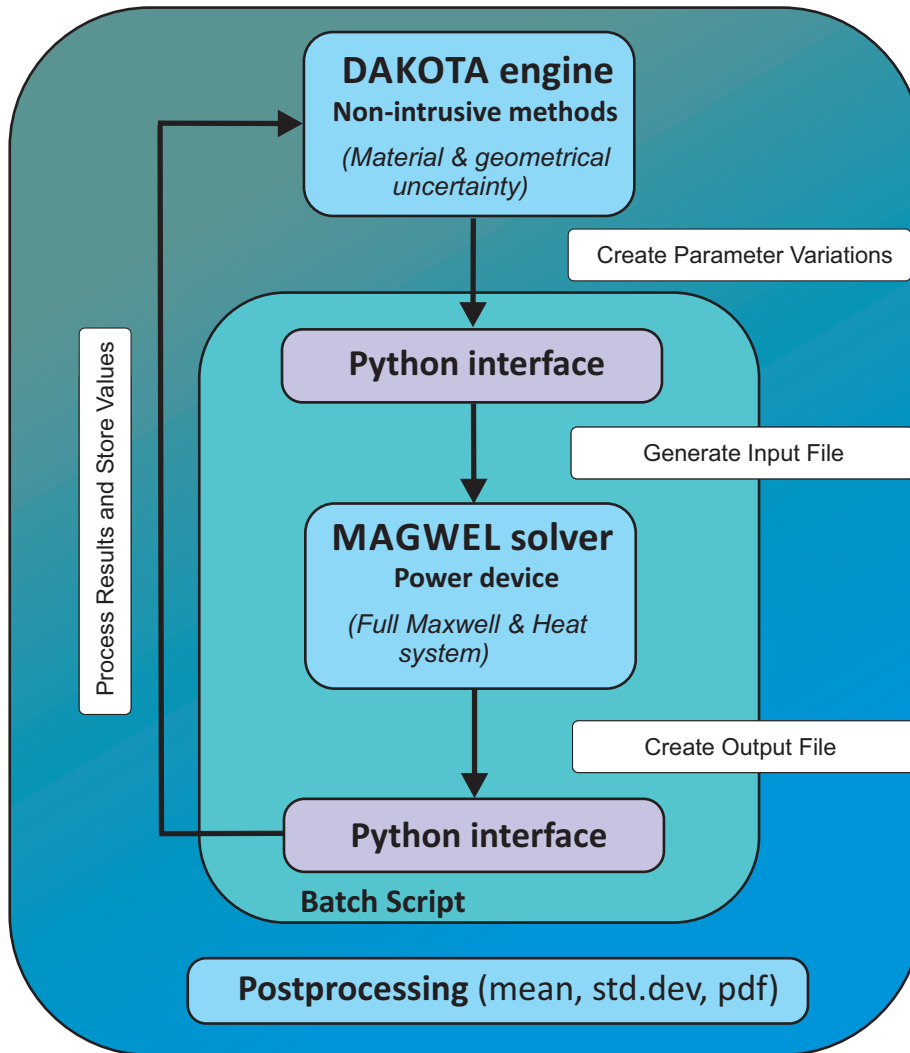 DAKOTA engine
Non-intrusive methods
(Material & geometrical
uncertainty)
Create Parameter Variations
Python interface
Generate Input File
Process Results and Store Values
MAGWEL solver
Power device
(Full Maxwell & Heat
system)
Create Output File
Python interface
Batch Script
Postprocessing (mean, std.dev, pdf)